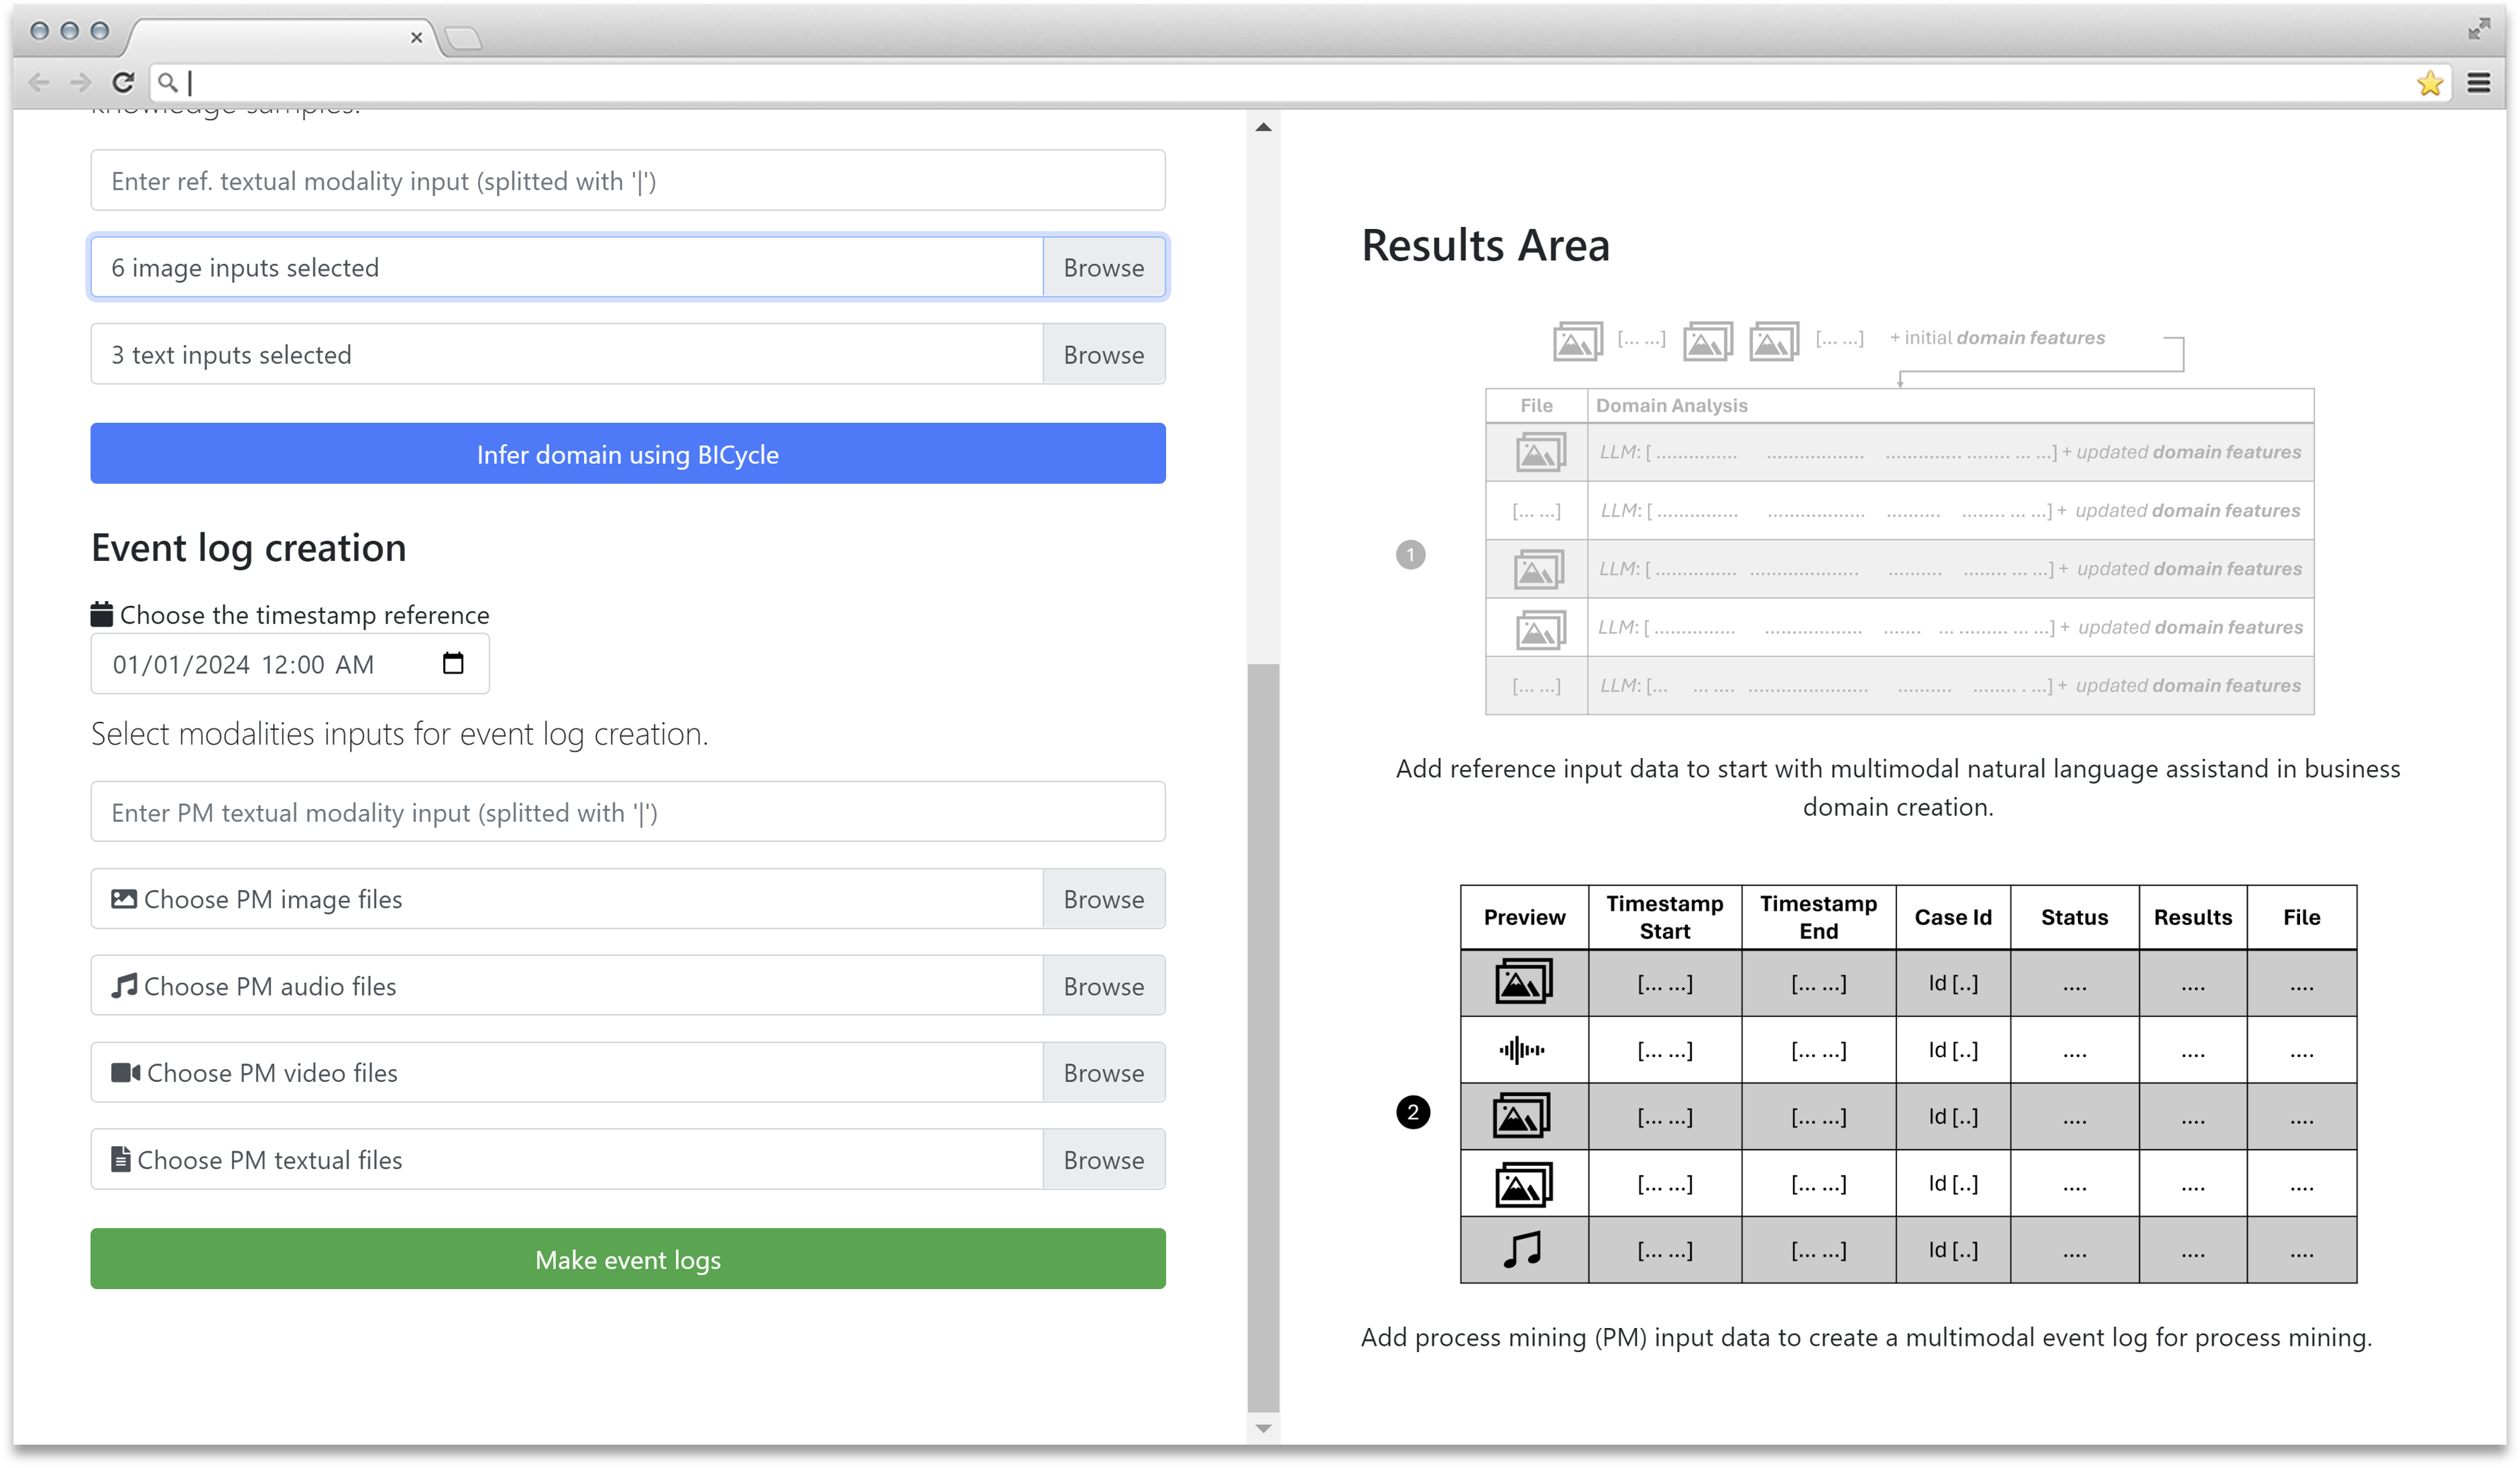 knowledge samples.
Enter ref. textual modality input (splitted with '|')
6 image inputs selected
Browse
3 text inputs selected
Browse
Infer domain using BICycle
Event log creation
Choose the timestamp reference
01/01/2024 12:00 AM
Select modalities inputs for event log creation.
Enter PM textual modality input (splitted with '|')
Choose PM image files
Browse
Choose PM audio files
Browse
Choose PM video files
Browse
Choose PM textual files
Browse
Make event logs
Results Area
[... ...] [... ...] + initial domain features
File Domain Analysis
LLM: [ ............... .................. .............. ........ ... ...] + updated domain features
[... ...] LLM: [ ............... .................. .......... ........ ... ...] + updated domain features
1
LLM: [ ............... .................... .......... ........ ... ...] + updated domain features
LLM: [ ............... .................. ....... ... ......... ... ...] + updated domain features
[... ...] LLM: [... ... .... ...................... .......... ........ . ...] + updated domain features
Add reference input data to start with multimodal natural language assistand in business
domain creation.
Preview Timestamp Start Timestamp End Case Id Status Results File
[... ...] [... ...] Id [..] .... .... ....
[... ...] [... ...] Id [..] .... .... ....
2
[... ...] [... ...] Id [..] .... .... ....
[... ...] [... ...] Id [..] .... .... ....
[... ...] [... ...] Id [..] .... .... ....
Add process mining (PM) input data to create a multimodal event log for process mining.